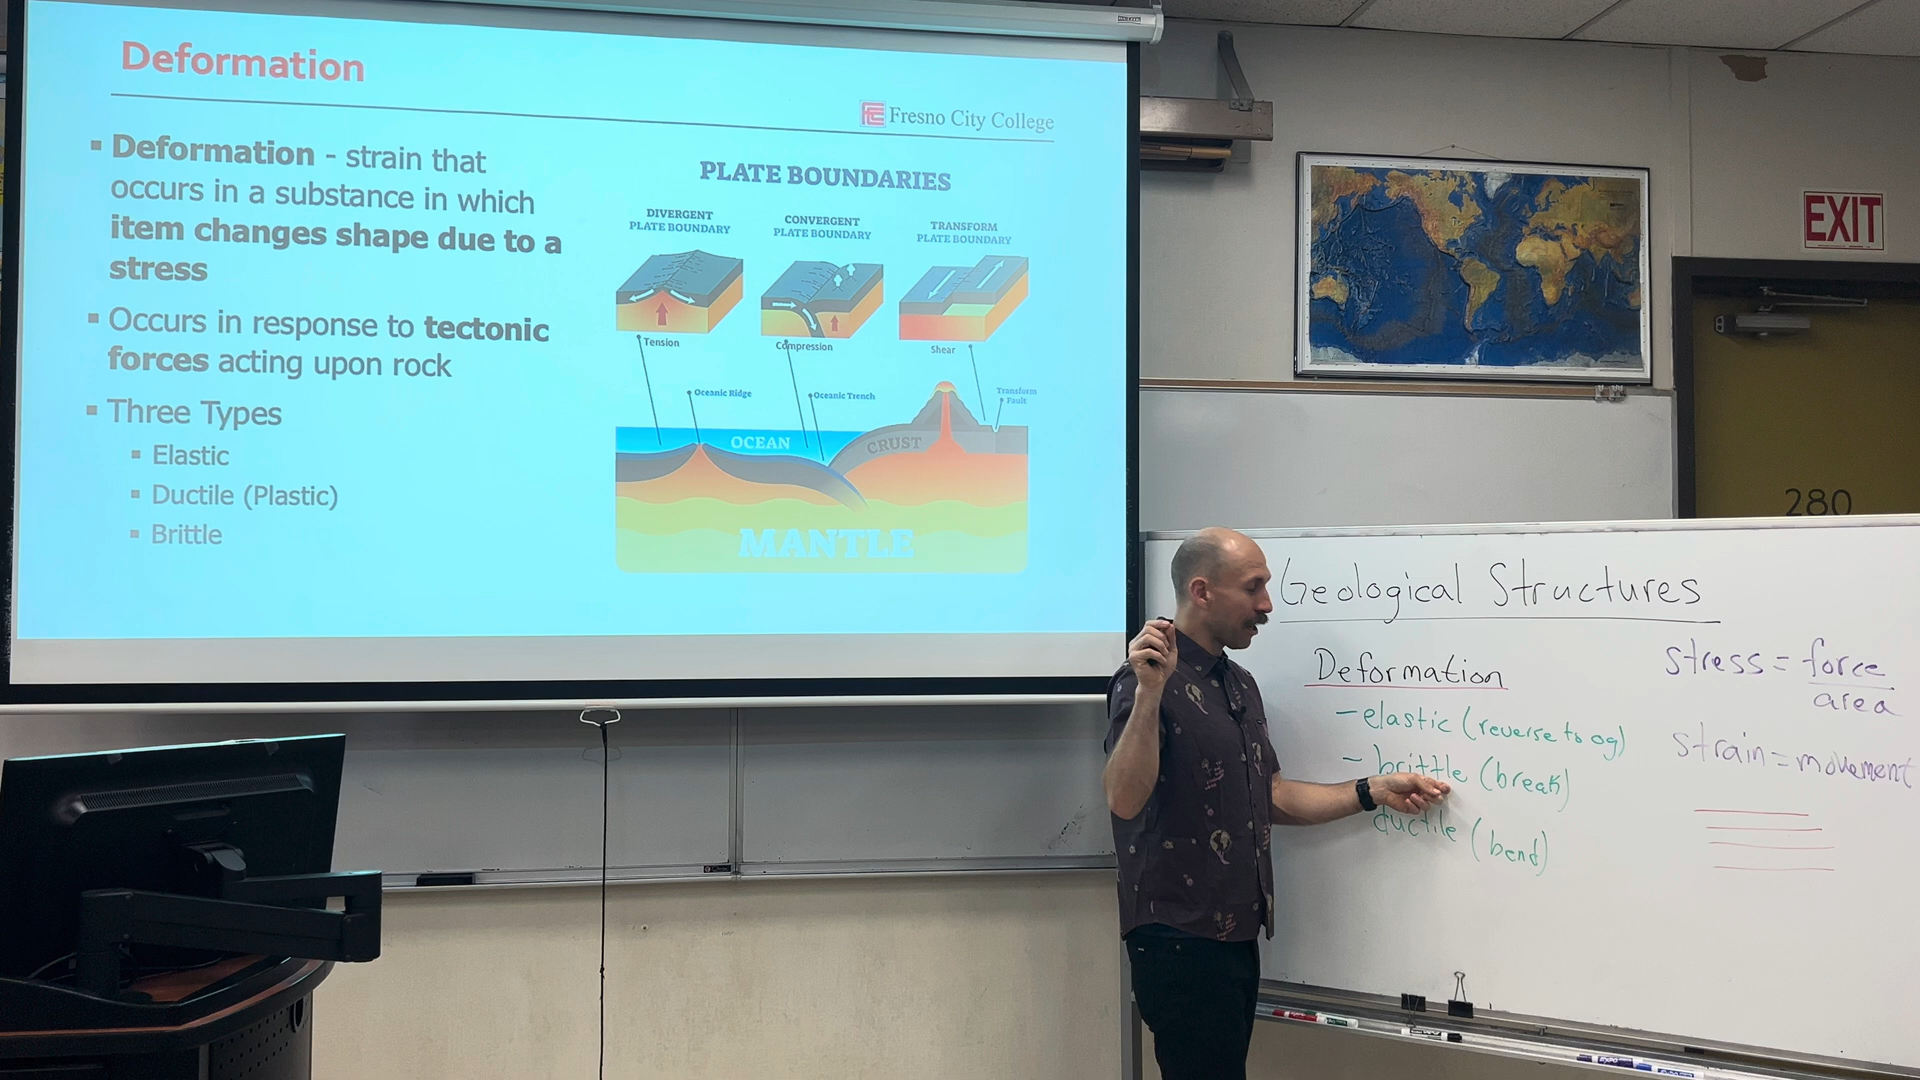 Deformation
Fresno City College
▪ Deformation - strain that
occurs in a substance in which
item changes shape due to a
stress
▪ Occurs in response to tectonic
forces acting upon rock
▪ Three Types
▪ Elastic
▪ Ductile (Plastic)
▪ Brittle
PLATE BOUNDARIES
DIVERGENT
PLATE BOUNDARY
CONVERGENT
PLATE BOUNDARY
TRANSFORM
PLATE BOUNDARY
Tension
Compression
Shear
Oceanic Ridge
Oceanic Trench
Transform
Fault
OCEAN
CRUST
MANTLE
EXIT
280
Geological Structures
Deformation
- elastic (reverse to og)
- brittle (break)
ductile (bend)
stress = force
area
strain = movement
EXPO